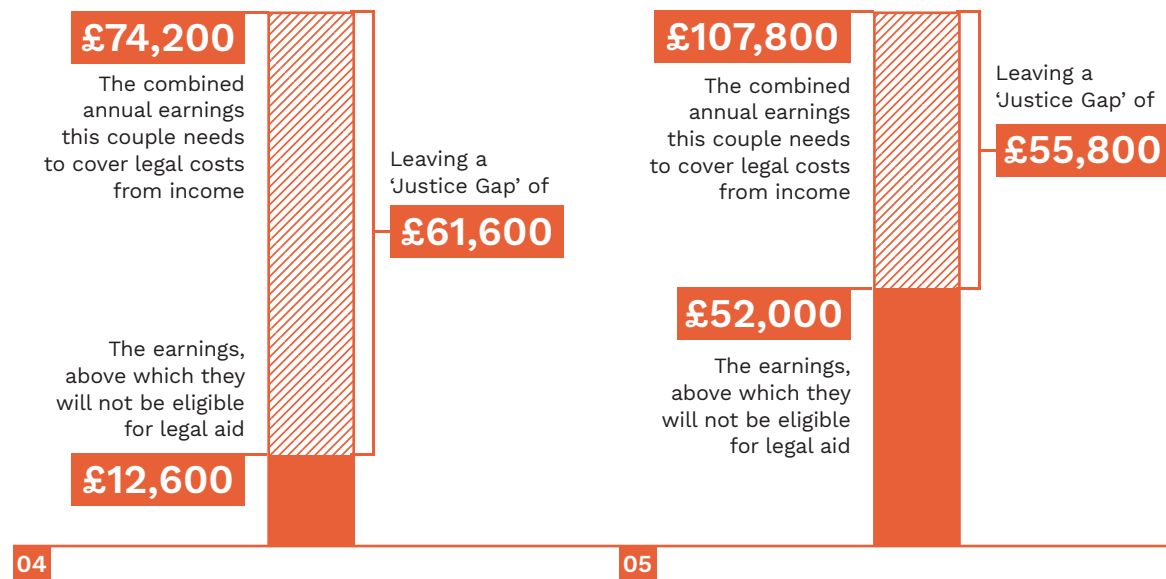 £74,200
The combined
annual earnings
this couple needs
to cover legal costs
from income
Leaving a
‘Justice Gap’ of
£61,600
The earnings,
above which they
will not be eligible
for legal aid
£12,600
04
£107,800
The combined
annual earnings
this couple needs
to cover legal costs
from income
Leaving a
‘Justice Gap’ of
£55,800
£52,000
The earnings,
above which they
will not be eligible
for legal aid
05